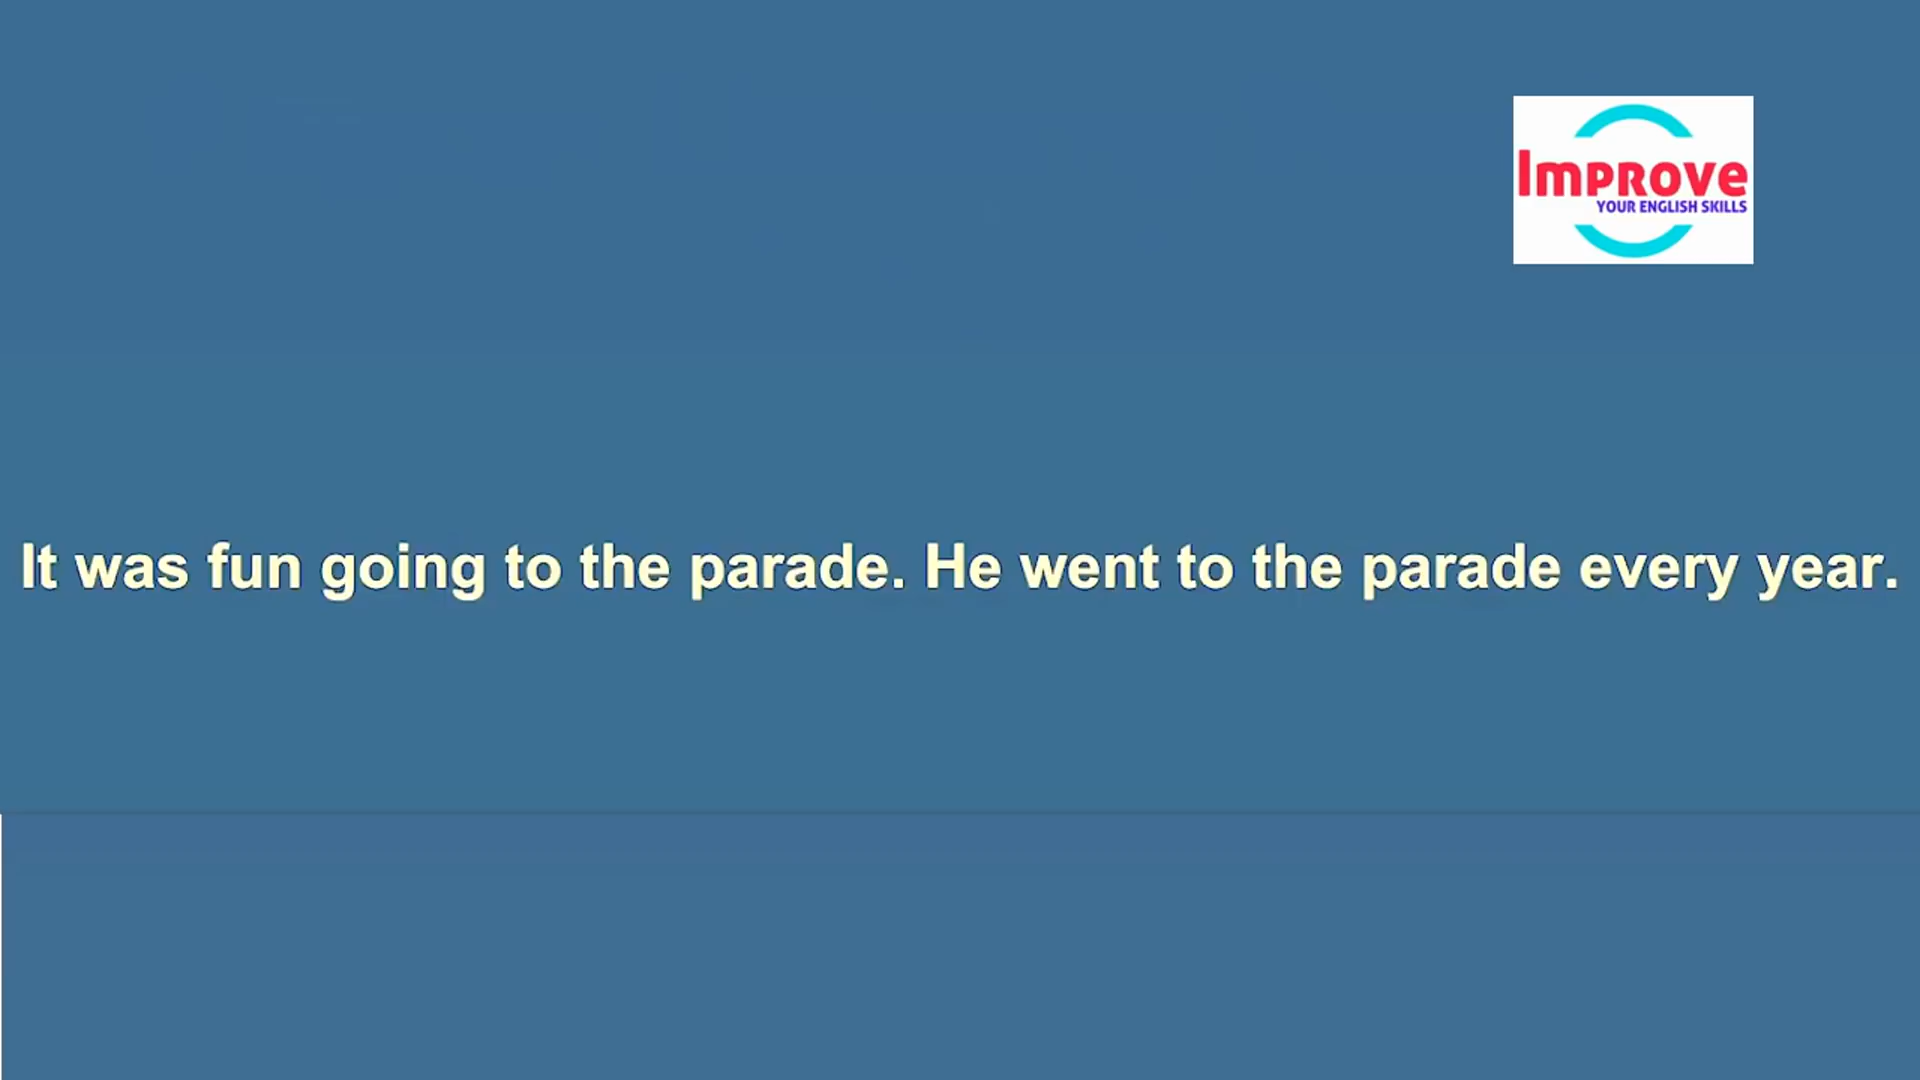 Improve
YOUR ENGLISH SKILLS
It was fun going to the parade. He went to the parade every year.